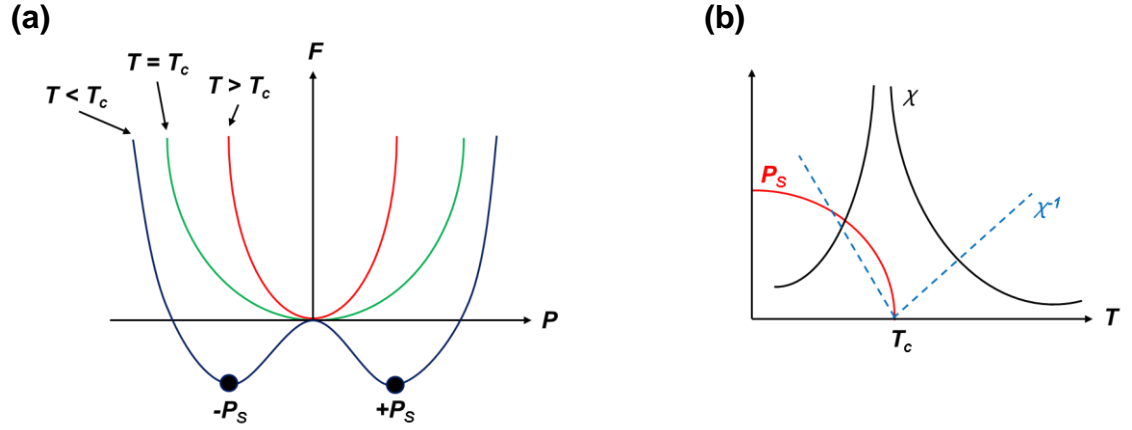 (a)
F
T = Tc
T > Tc
T < Tc
P
-PS
+PS
(b)
χ
PS
χ-1
Tc
T